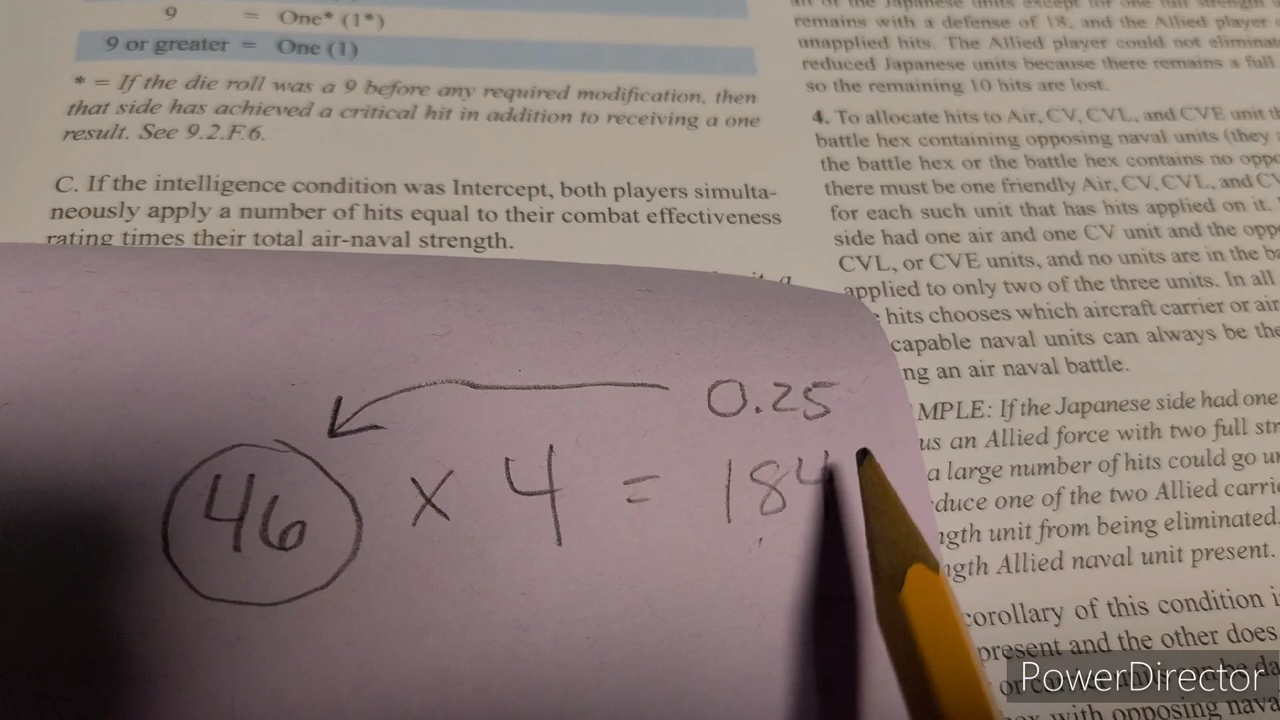 9 = One* (1*)
9 or greater = One (1)
* = If the die roll was a 9 before any required modification, then
that side has achieved a critical hit in addition to receiving a one
result. See 9.2.F.6.
C. If the intelligence condition was Intercept, both players simulta-
neously apply a number of hits equal to their combat effectiveness
rating times their total air-naval strength.
remains with a defense of 18, and the Allied player
unapplied hits. The Allied player could not eliminat
reduced Japanese units because there remains a full
so the remaining 10 hits are lost.
4. To allocate hits to Air, CV, CVL, and CVE unit th
battle hex containing opposing naval units (they
the battle hex or the battle hex contains no oppo
there must be one friendly Air, CV, CVL, and CV
for each such unit that has hits applied on it.
side had one air and one CV unit and the oppo
CVL, or CVE units, and no units are in the ba
applied to only two of the three units. In all
hits chooses which aircraft carrier or air
capable naval units can always be the
ng an air naval battle.
MPLE: If the Japanese side had one
us an Allied force with two full str
a large number of hits could go u
duce one of the two Allied carri
ngth unit from being eliminated.
ngth Allied naval unit present.
corollary of this condition i
present and the other does
hex with opposing nava
0.25
46 x 4 = 184
PowerDirector